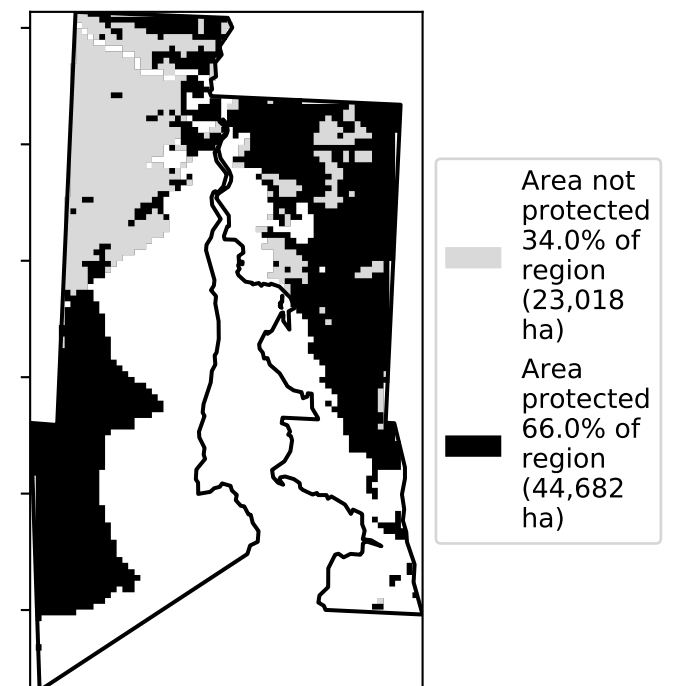 Area not
protected
34.0% of
region
(23,018
ha)
Area
protected
66.0% of
region
(44,682
ha)